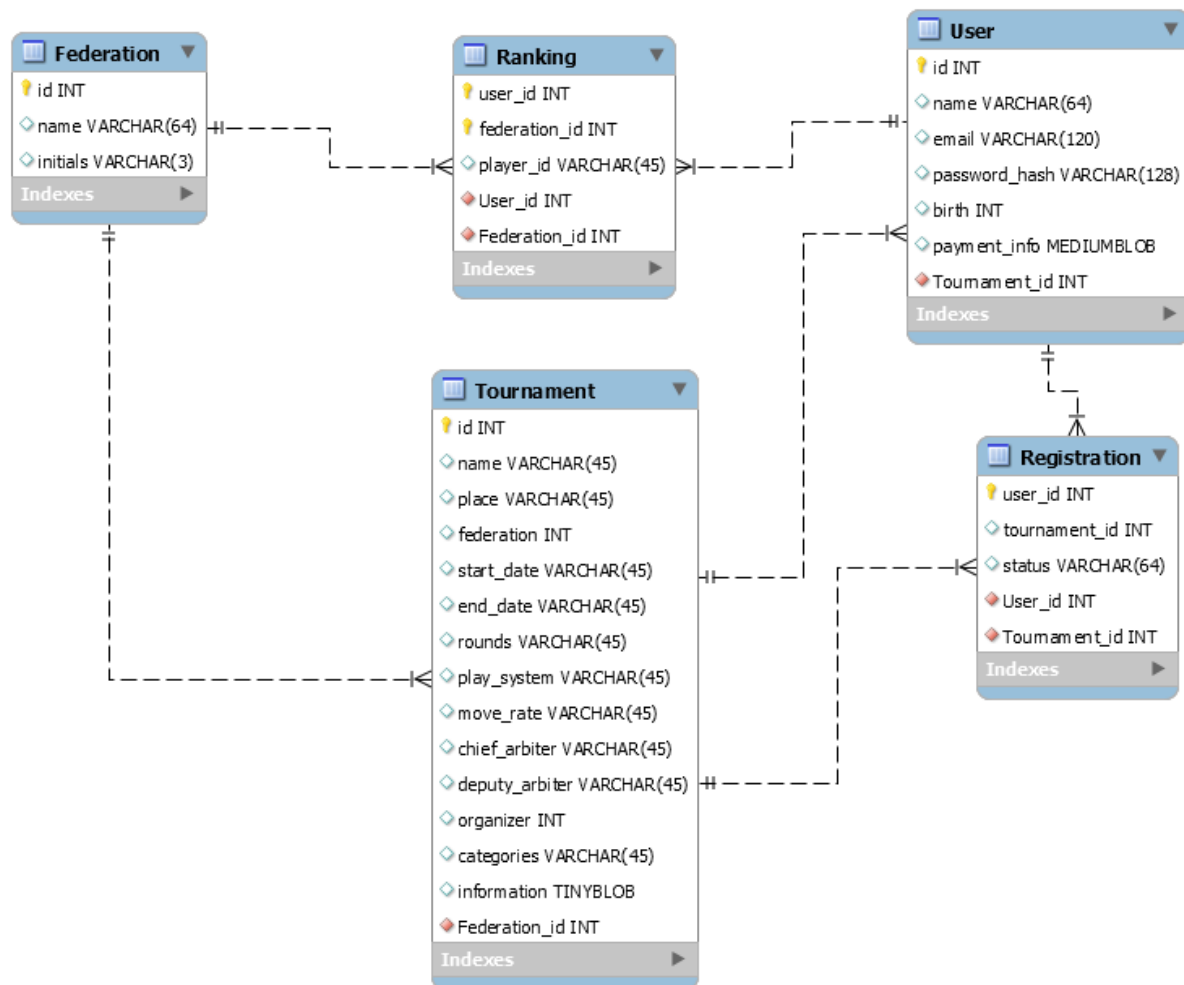 Federation
id INT
name VARCHAR(64)
initials VARCHAR(3)
Indexes
Ranking
user_id INT
federation_id INT
player_id VARCHAR(45)
User_id INT
Federation_id INT
Indexes
User
id INT
name VARCHAR(64)
email VARCHAR(120)
password_hash VARCHAR(128)
birth INT
payment_info MEDIUMBLOB
Tournament_id INT
Indexes
Tournament
id INT
name VARCHAR(45)
place VARCHAR(45)
federation INT
start_date VARCHAR(45)
end_date VARCHAR(45)
rounds VARCHAR(45)
play_system VARCHAR(45)
move_rate VARCHAR(45)
chief_arbiter VARCHAR(45)
deputy_arbiter VARCHAR(45)
organizer INT
categories VARCHAR(45)
information TINYBLOB
Federation_id INT
Indexes
Registration
user_id INT
tournament_id INT
status VARCHAR(64)
User_id INT
Tournament_id INT
Indexes